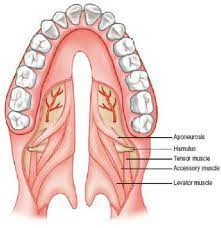 Aponeurosis
Hamulus
Tensor muscle
Accessory muscle
Levator muscle